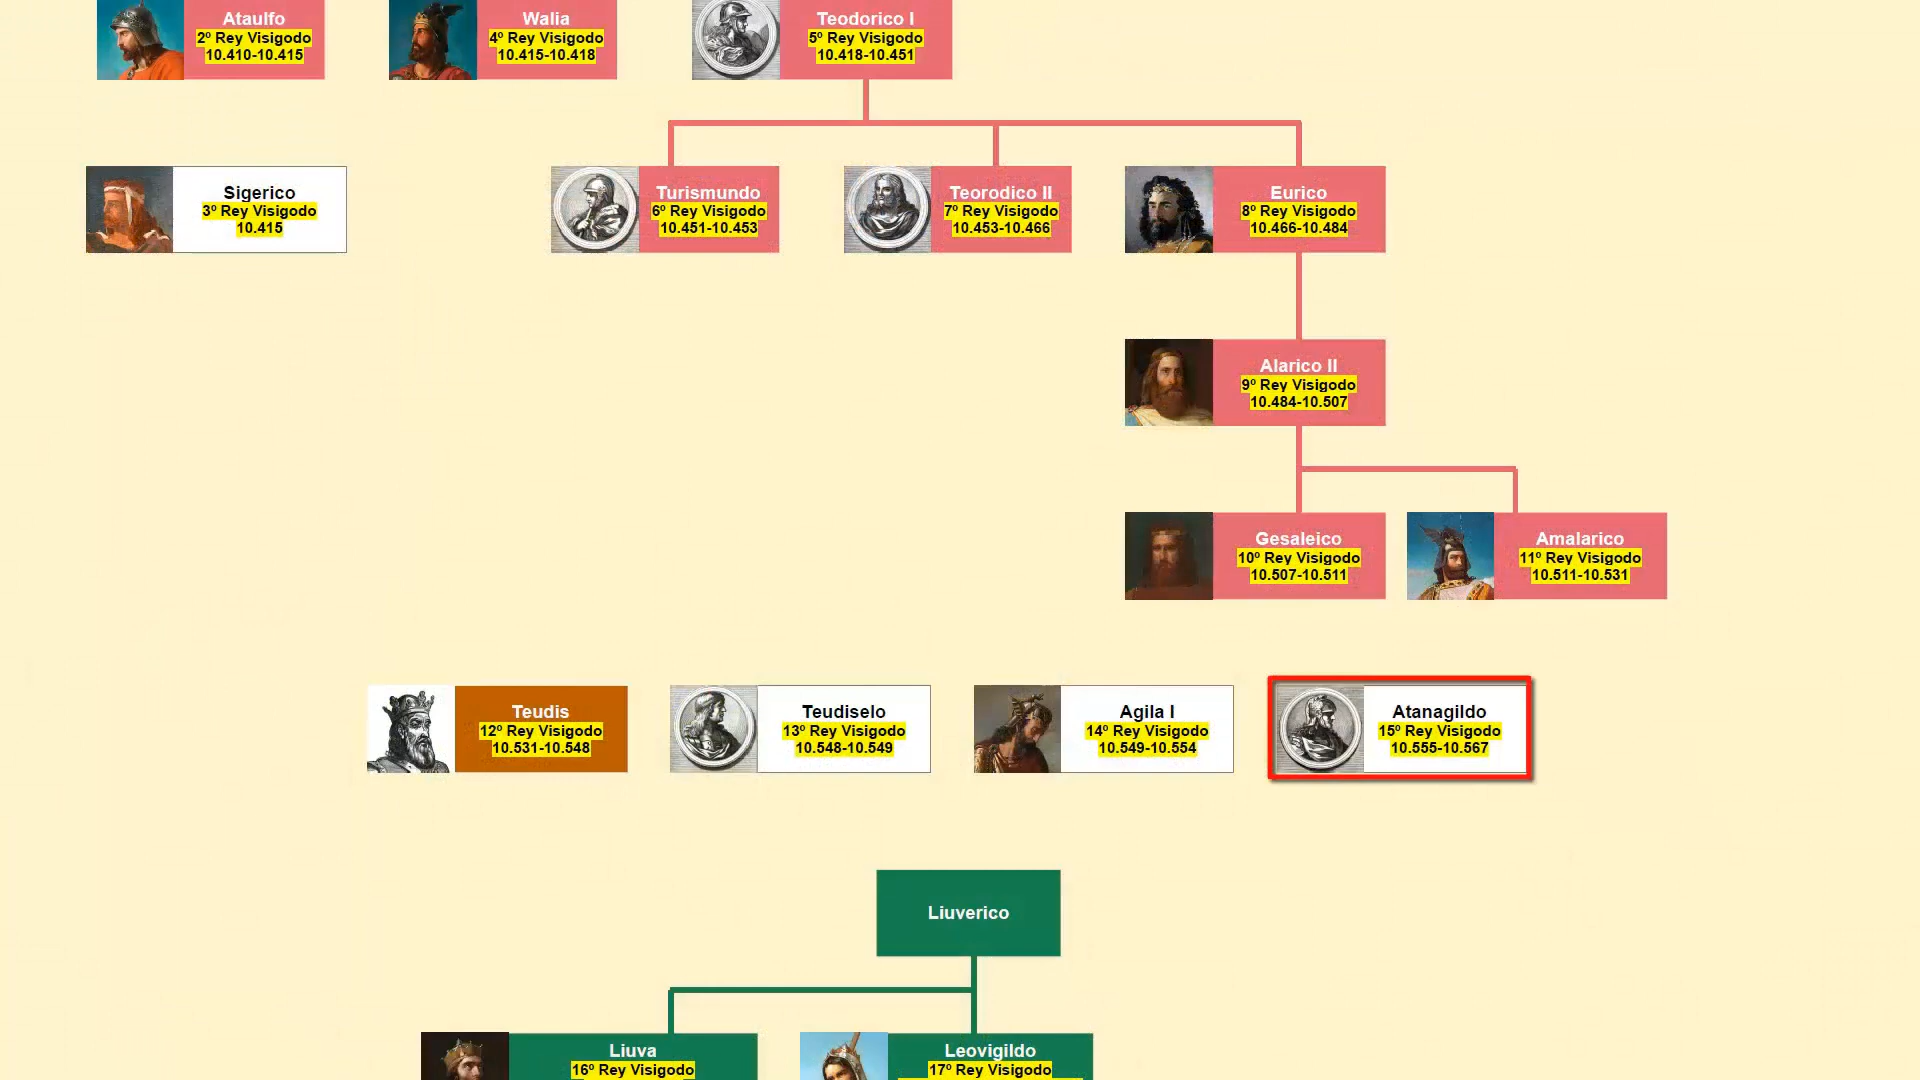 Ataulfo
2º Rey Visigodo
10.410-10.415
Walia
4º Rey Visigodo
10.415-10.418
Teodorico I
5º Rey Visigodo
10.418-10.451
Sigerico
3º Rey Visigodo
10.415
Turismundo
6º Rey Visigodo
10.451-10.453
Teorodico II
7º Rey Visigodo
10.453-10.466
Eurico
8º Rey Visigodo
10.466-10.484
Alarico II
9º Rey Visigodo
10.484-10.507
Gesaleico
10º Rey Visigodo
10.507-10.511
Amalarico
11º Rey Visigodo
10.511-10.531
Teudis
12º Rey Visigodo
10.531-10.548
Teudiselo
13º Rey Visigodo
10.548-10.549
Agila I
14º Rey Visigodo
10.549-10.554
Atanagildo
15º Rey Visigodo
10.555-10.567
Liuverico
Liuva
16º Rey Visigodo
Leovigildo
17º Rey Visigodo